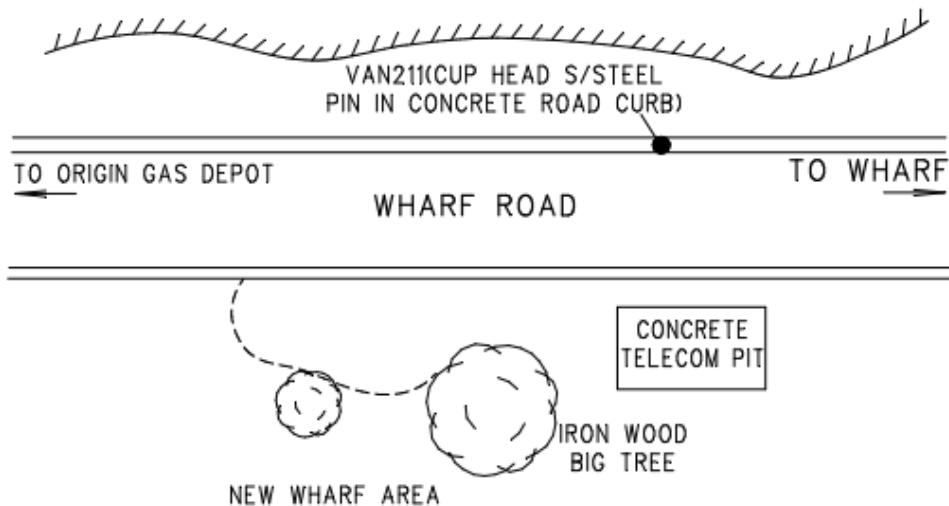 VAN211(CUP HEAD S/STEEL
PIN IN CONCRETE ROAD CURB)
TO ORIGIN GAS DEPOT
TO WHARF
WHARF ROAD
CONCRETE
TELECOM PIT
IRON WOOD
BIG TREE
NEW WHARF AREA